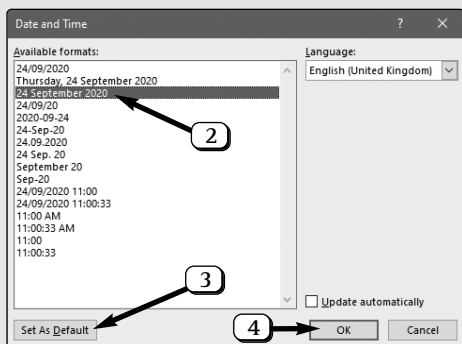 Date and Time
Available formats:
Language:
24/09/2020
Thursday, 24 September 2020
24 September 2020
24/09/20
2020-09-24
24-Sep-20
24.09.2020
24 Sep. 20
September 20
Sep-20
24/09/2020 11:00
24/09/2020 11:00:33
11:00 AM
11:00:33 AM
11:00
11:00:33
English (United Kingdom)
2
3
Update automatically
Set As Default
4
OK
Cancel